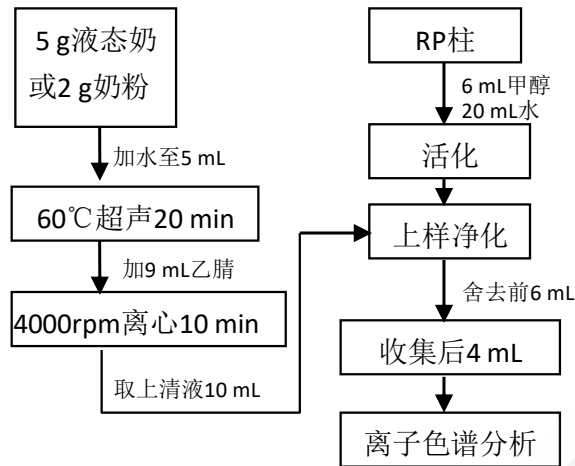 5 g液态奶
或2 g奶粉
加水至5 mL
60℃超声20 min
加9 mL乙腈
4000rpm离心10 min
取上清液10 mL
RP柱
6 mL甲醇
20 mL水
活化
上样净化
舍去前6 mL
收集后4 mL
离子色谱分析